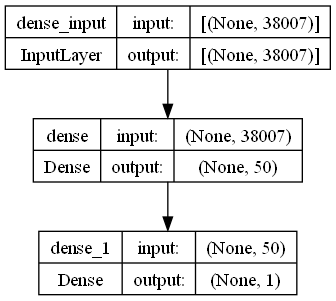 dense_input input: [(None, 38007)]
InputLayer output: [(None, 38007)]
dense input: (None, 38007)
Dense output: (None, 50)
dense_1 input: (None, 50)
Dense output: (None, 1)